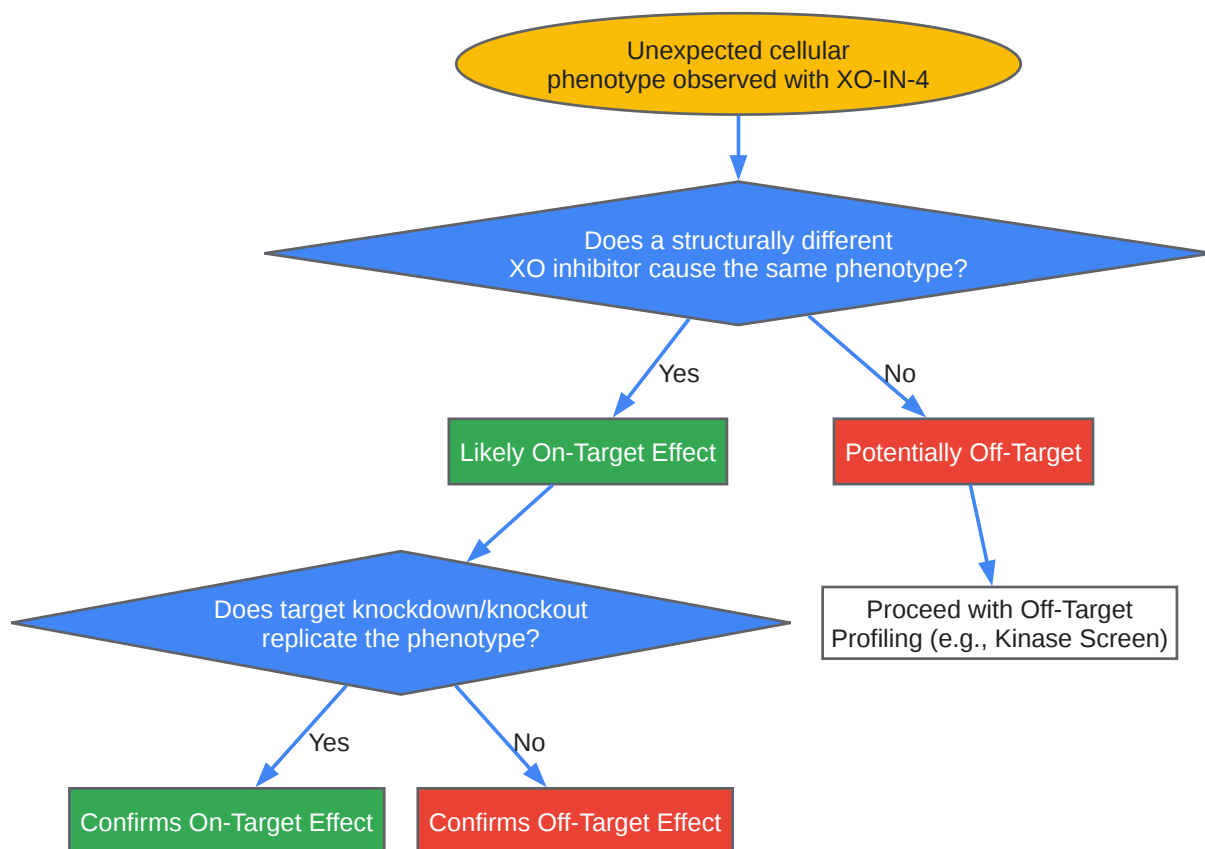 Unexpected cellular
phenotype observed with XO-IN-4
Does a structurally different
XO inhibitor cause the same phenotype?
Yes
No
Likely On-Target Effect
Potentially Off-Target
Does target knockdown/knockout
replicate the phenotype?
Proceed with Off-Target
Profiling (e.g., Kinase Screen)
Yes
No
Confirms On-Target Effect
Confirms Off-Target Effect